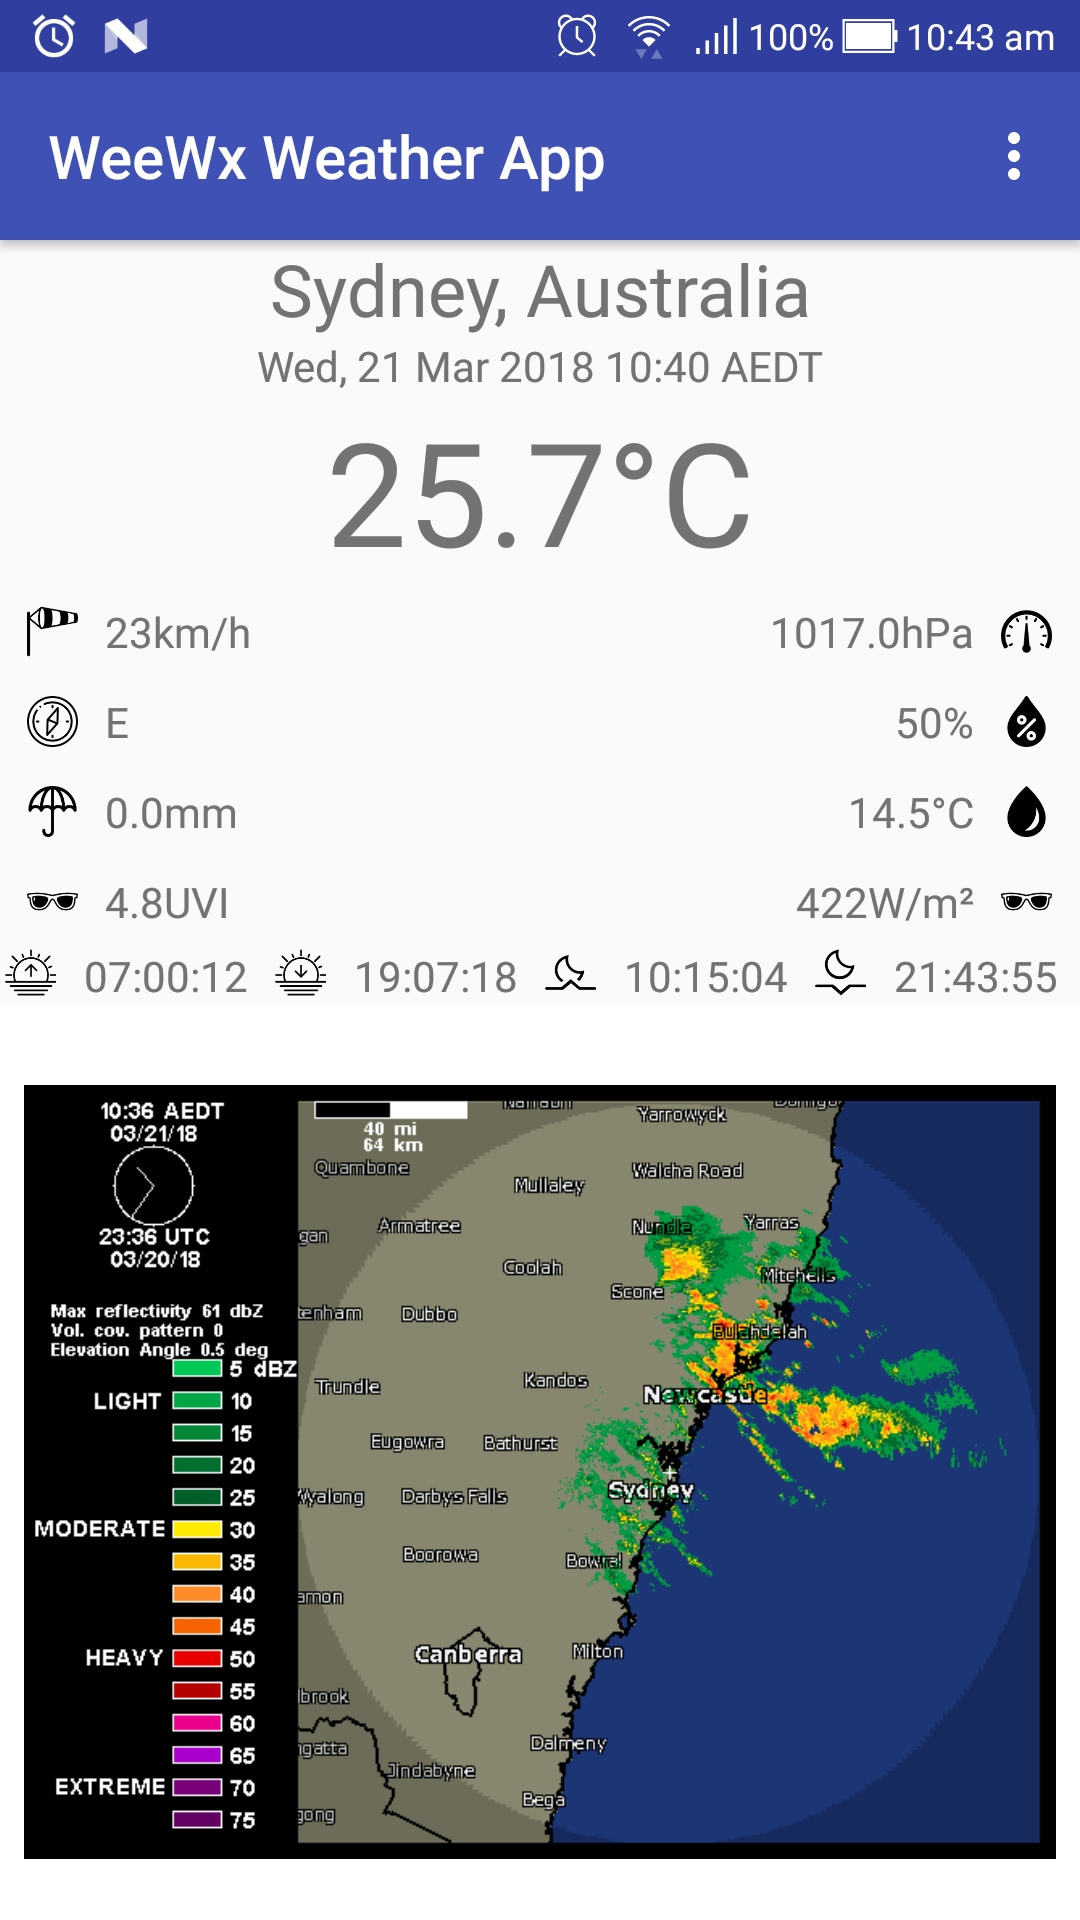 100% 10:43 am
WeeWx Weather App
Sydney, Australia
Wed, 21 Mar 2018 10:40 AEDT
25.7°C
23km/h 1017.0hPa
E 50%
0.0mm 14.5°C
4.8UVI 422W/m²
07:00:12 19:07:18 10:15:04 21:43:55
10:36 AEDT
03/21/18
23:36 UTC
03/20/18
Max reflectivity 61 dbZ
Vol. cov. pattern 0
Elevation Angle 0.5 deg
5 dBZ
LIGHT 10
15
20
25
MODERATE 30
35
40
45
HEAVY 50
55
60
65
EXTREME 70
75
40 mi
64 km
Yarrowyck
Quambone
Walcha Road
Mullaley
Armatree
Nundle
Yarras
gan
Coolah
Mitchells
Scone
tenham
Dubbo
Bulahdelah
Trundle
Kandos
Newcastle
Eugowra
Bathurst
Wyalong
Darbys Falls
Sydney
Boorowa
Bowral
amon
Canberra
Milton
lbrook
ngatta
Dalmeny
Jindabyne
Bega
gong